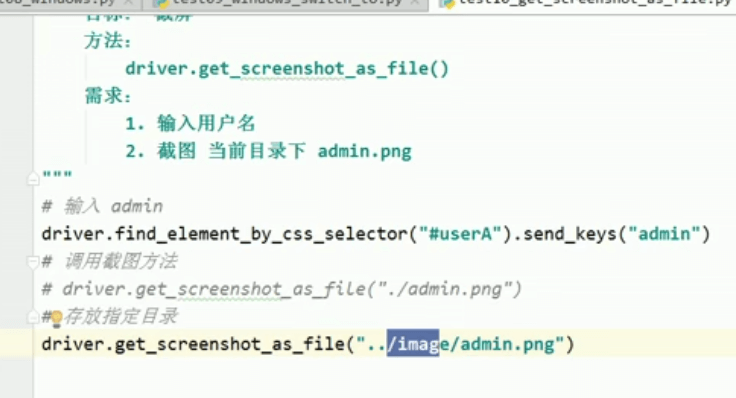 test09_windows_switch_to.py
test10_get_screenshot_as_file.py
目标: 截屏
方法:
driver.get_screenshot_as_file()
需求:
1. 输入用户名
2. 截图 当前目录下 admin.png
"""
# 输入 admin
driver.find_element_by_css_selector("#userA").send_keys("admin")
# 调用截图方法
# driver.get_screenshot_as_file("./admin.png")
# 存放指定目录
driver.get_screenshot_as_file("../image/admin.png")